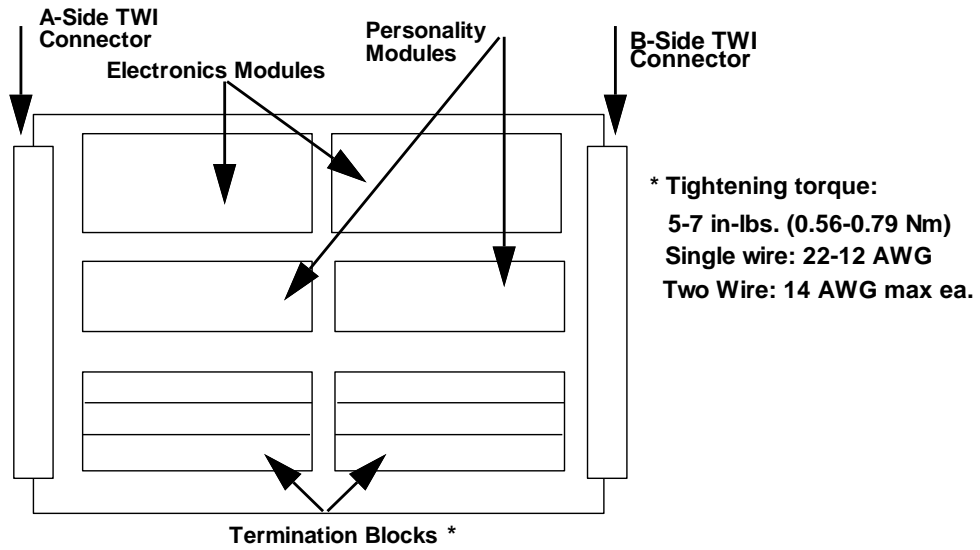 A-Side TWI
Connector
Personality
Modules
B-Side TWI
Connector
Electronics Modules
* Tightening torque:
5-7 in-lbs. (0.56-0.79 Nm)
Single wire: 22-12 AWG
Two Wire: 14 AWG max ea.
Termination Blocks *